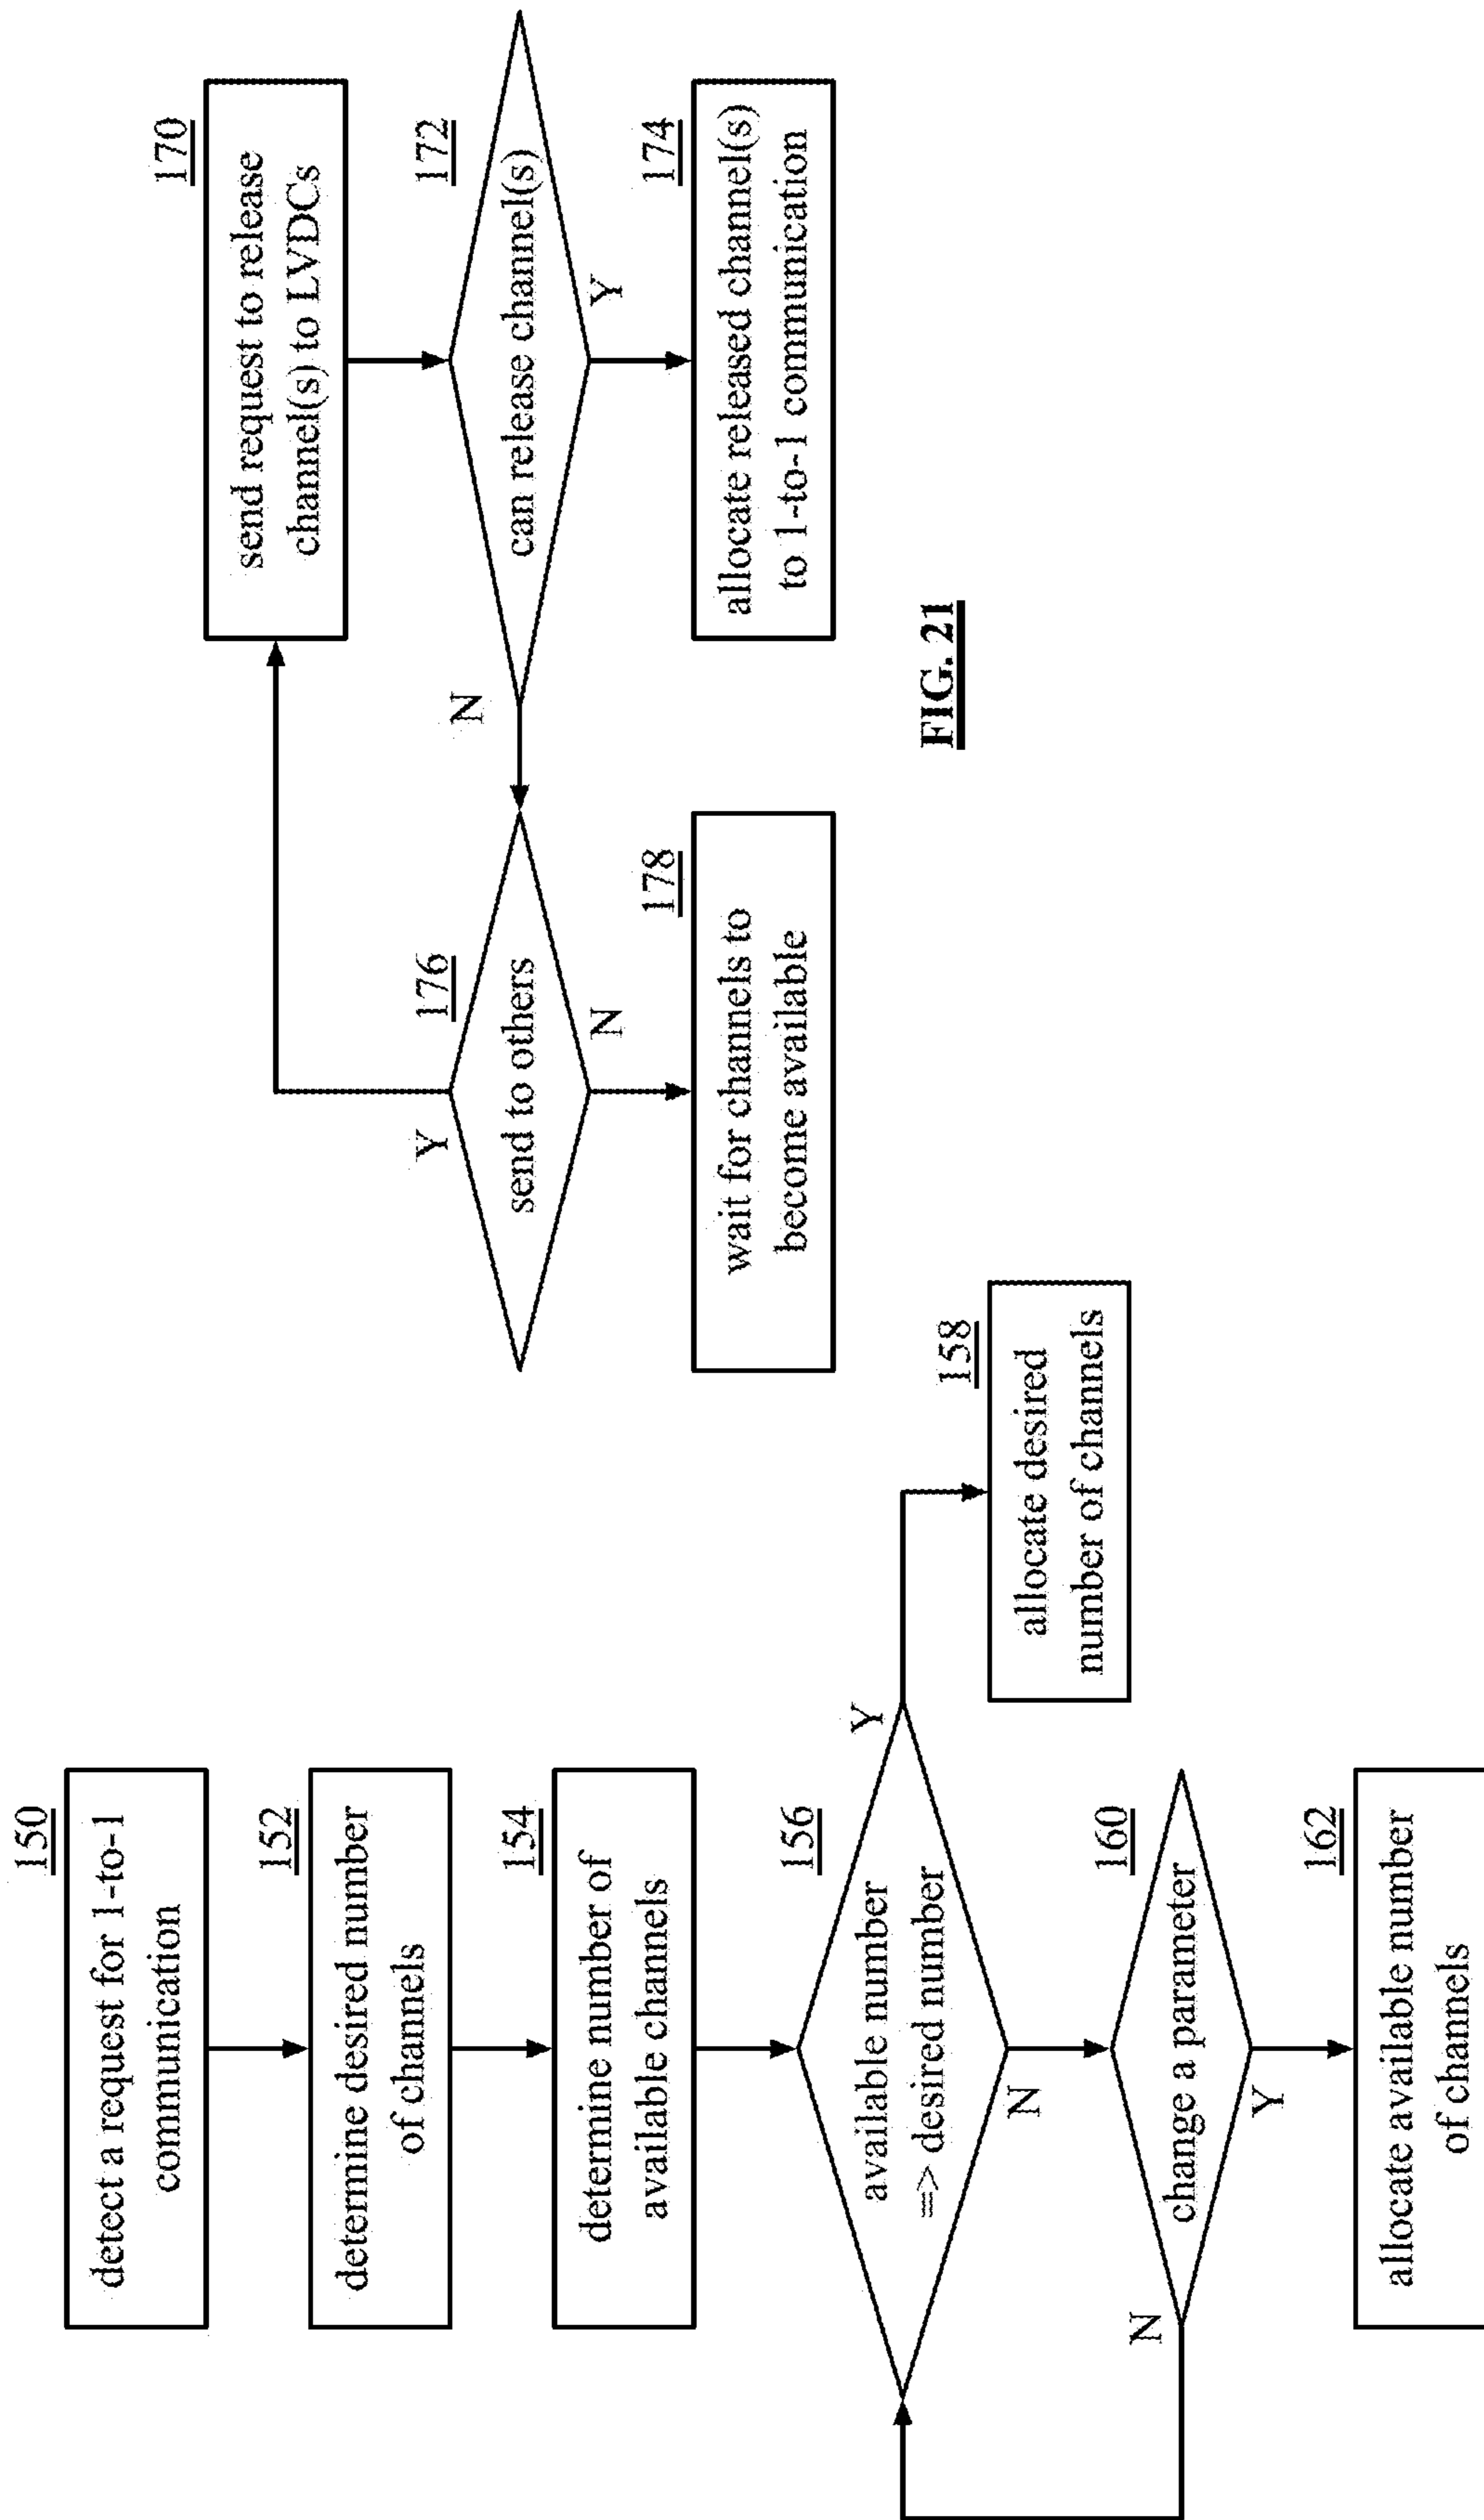 150
detect a request for 1-to-1
communication
152
determine desired number
of channels
154
determine number of
available channels
156
available number
=> desired number
Y
N
158
allocate desired
number of channels
160
change a parameter
N
Y
162
allocate available number
of channels
170
send request to release
channel(s) to LVDCs
172
can release channel(s)
N
Y
174
allocate released channel(s)
to 1-to-1 communication
176
send to others
Y
N
178
wait for channels to
become available
FIG. 21